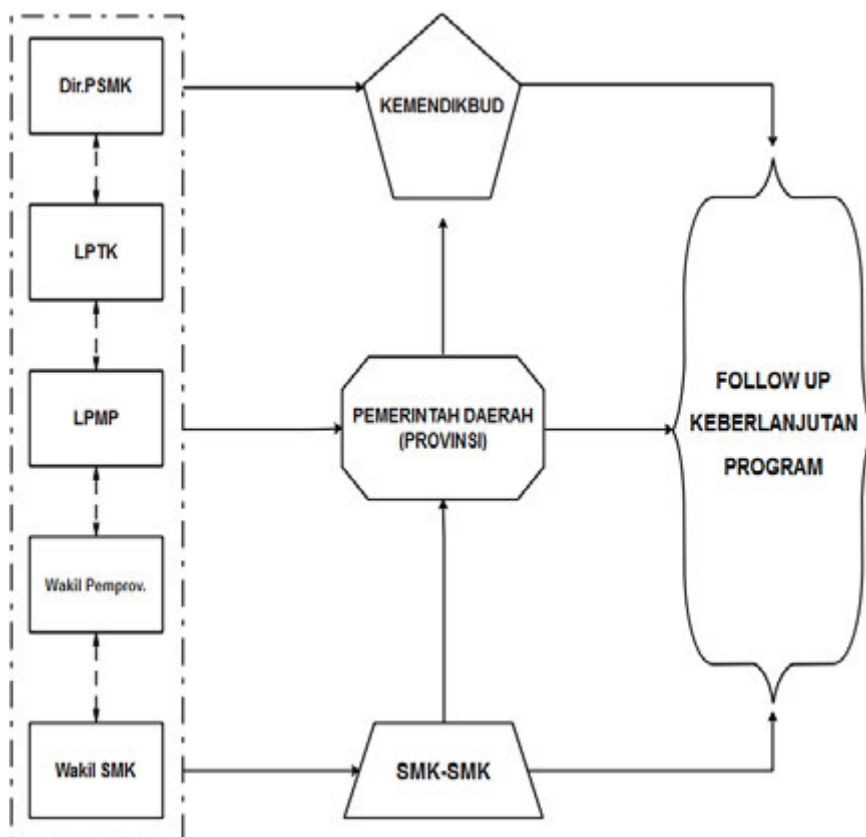 Dir.PSMK
LPTK
LPMP
Wakil Pemprov.
Wakil SMK
KEMENDIKBUD
PEMERINTAH DAERAH
(PROVINSI)
SMK-SMK
FOLLOW UP
KEBERLANJUTAN
PROGRAM